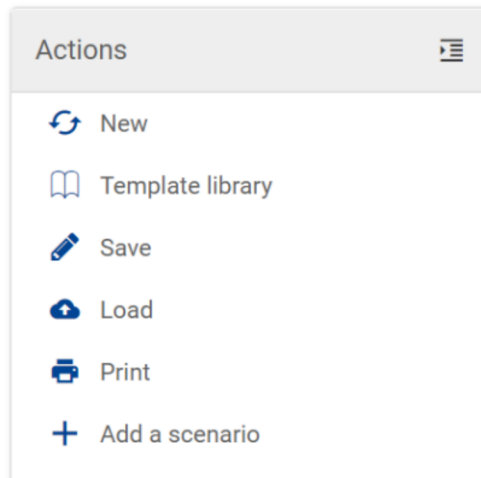 Actions
New
Template library
Save
Load
Print
Add a scenario